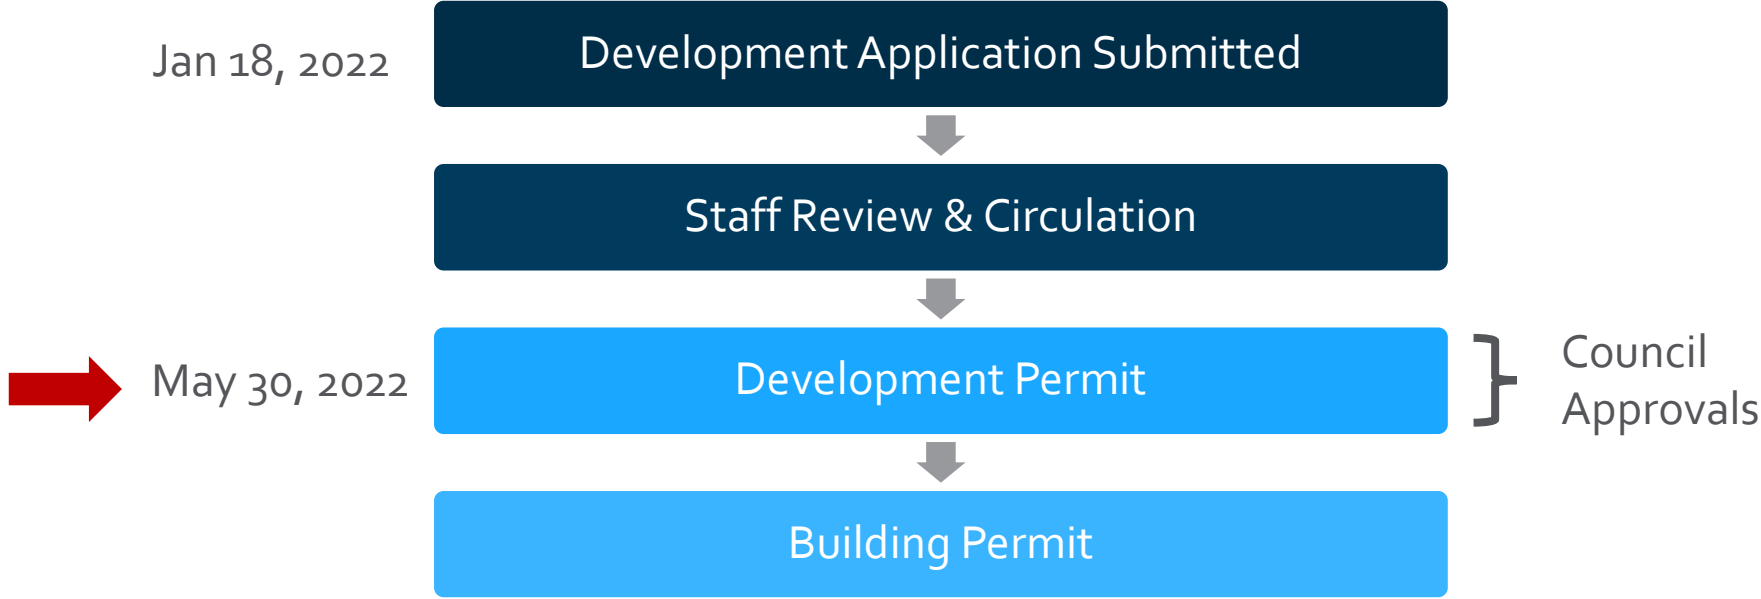 Jan 18, 2022
Development Application Submitted
Staff Review & Circulation
May 30, 2022
Development Permit
Council
Approvals
Building Permit